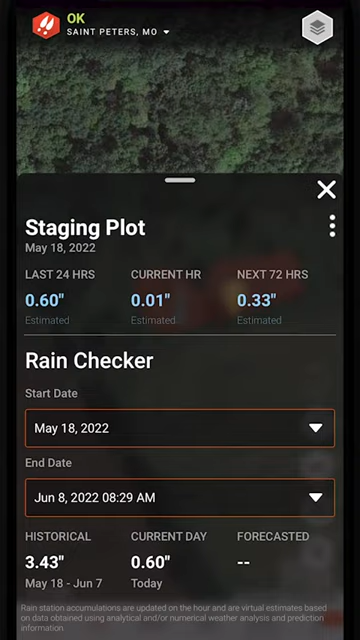 OK
SAINT PETERS, MO
Staging Plot
May 18, 2022
LAST 24 HRS CURRENT HR NEXT 72 HRS
0.60" 0.01" 0.33"
Estimated Estimated Estimated
Rain Checker
Start Date
May 18, 2022
End Date
Jun 8, 2022 08:29 AM
HISTORICAL CURRENT DAY FORECASTED
3.43" 0.60" --
May 18 - Jun 7 Today
Rain station accumulations are updated on the hour and are virtual estimates based
on data obtained using analytical and/or numerical weather analysis and prediction
information.